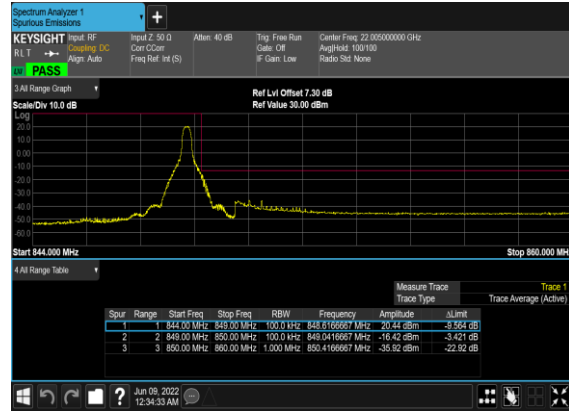 Spectrum Analyzer 1
Spurious Emissions
KEYSIGHT Input: RF Input Z: 50 Ω Atten: 40 dB Trig: Free Run Center Freq: 22.005000000 GHz
RLT Coupling: DC Corr CCorr Gate: Off Avg|Hold: 100/100
Align: Auto Freq Ref: Int (S) IF Gain: Low Radio Std: None
PASS
3 All Range Graph
Ref Lvl Offset 7.30 dB
Scale/Div 10.0 dB Ref Value 30.00 dBm
Log
20.0
10.0
0.00
-10.0
-20.0
-30.0
-40.0
-50.0
-60.0
Start 844.000 MHz Stop 860.000 MH
4 All Range Table
Measure Trace Trace 1
Trace Type Trace Average (Active)
Spur Range Start Freq Stop Freq RBW Frequency Amplitude ΔLimit
1 1 844.00 MHz 849.00 MHz 100.0 kHz 848.6166667 MHz 20.44 dBm -9.564 dB
2 2 849.00 MHz 850.00 MHz 100.0 kHz 849.0416667 MHz -16.42 dBm -3.421 dB
3 3 850.00 MHz 860.00 MHz 1.000 MHz 850.4166667 MHz -35.92 dBm -22.92 dB
? Jun 09, 2022
12:34:33 AM